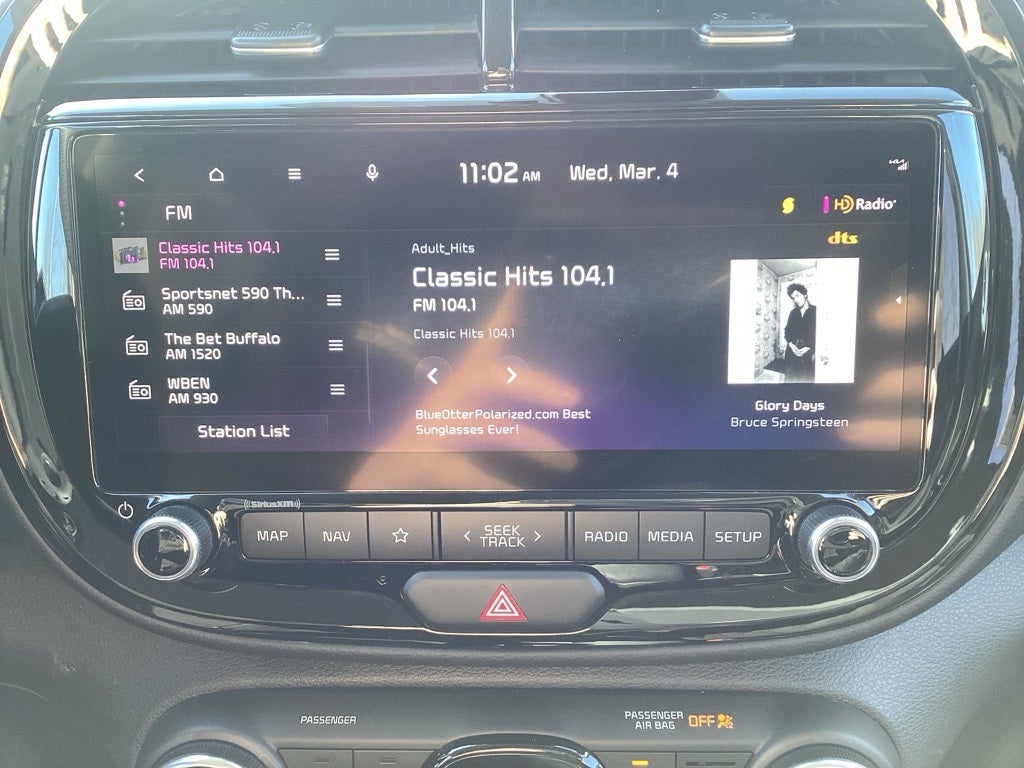 11:02 AM Wed, Mar. 4
FM
HD Radio
dts
Classic Hits 104.1
FM 104.1
Sportsnet 590 Th...
AM 590
The Bet Buffalo
AM 1520
WBEN
AM 930
Station List
Adult_Hits
Classic Hits 104.1
FM 104.1
Classic Hits 104.1
BlueOtterPolarized.com Best
Sunglasses Ever!
Glory Days
Bruce Springsteen
((SiriusXM))
MAP
NAV
SEEK
TRACK
RADIO
MEDIA
SETUP
PASSENGER
PASSENGER
AIR BAG
OFF